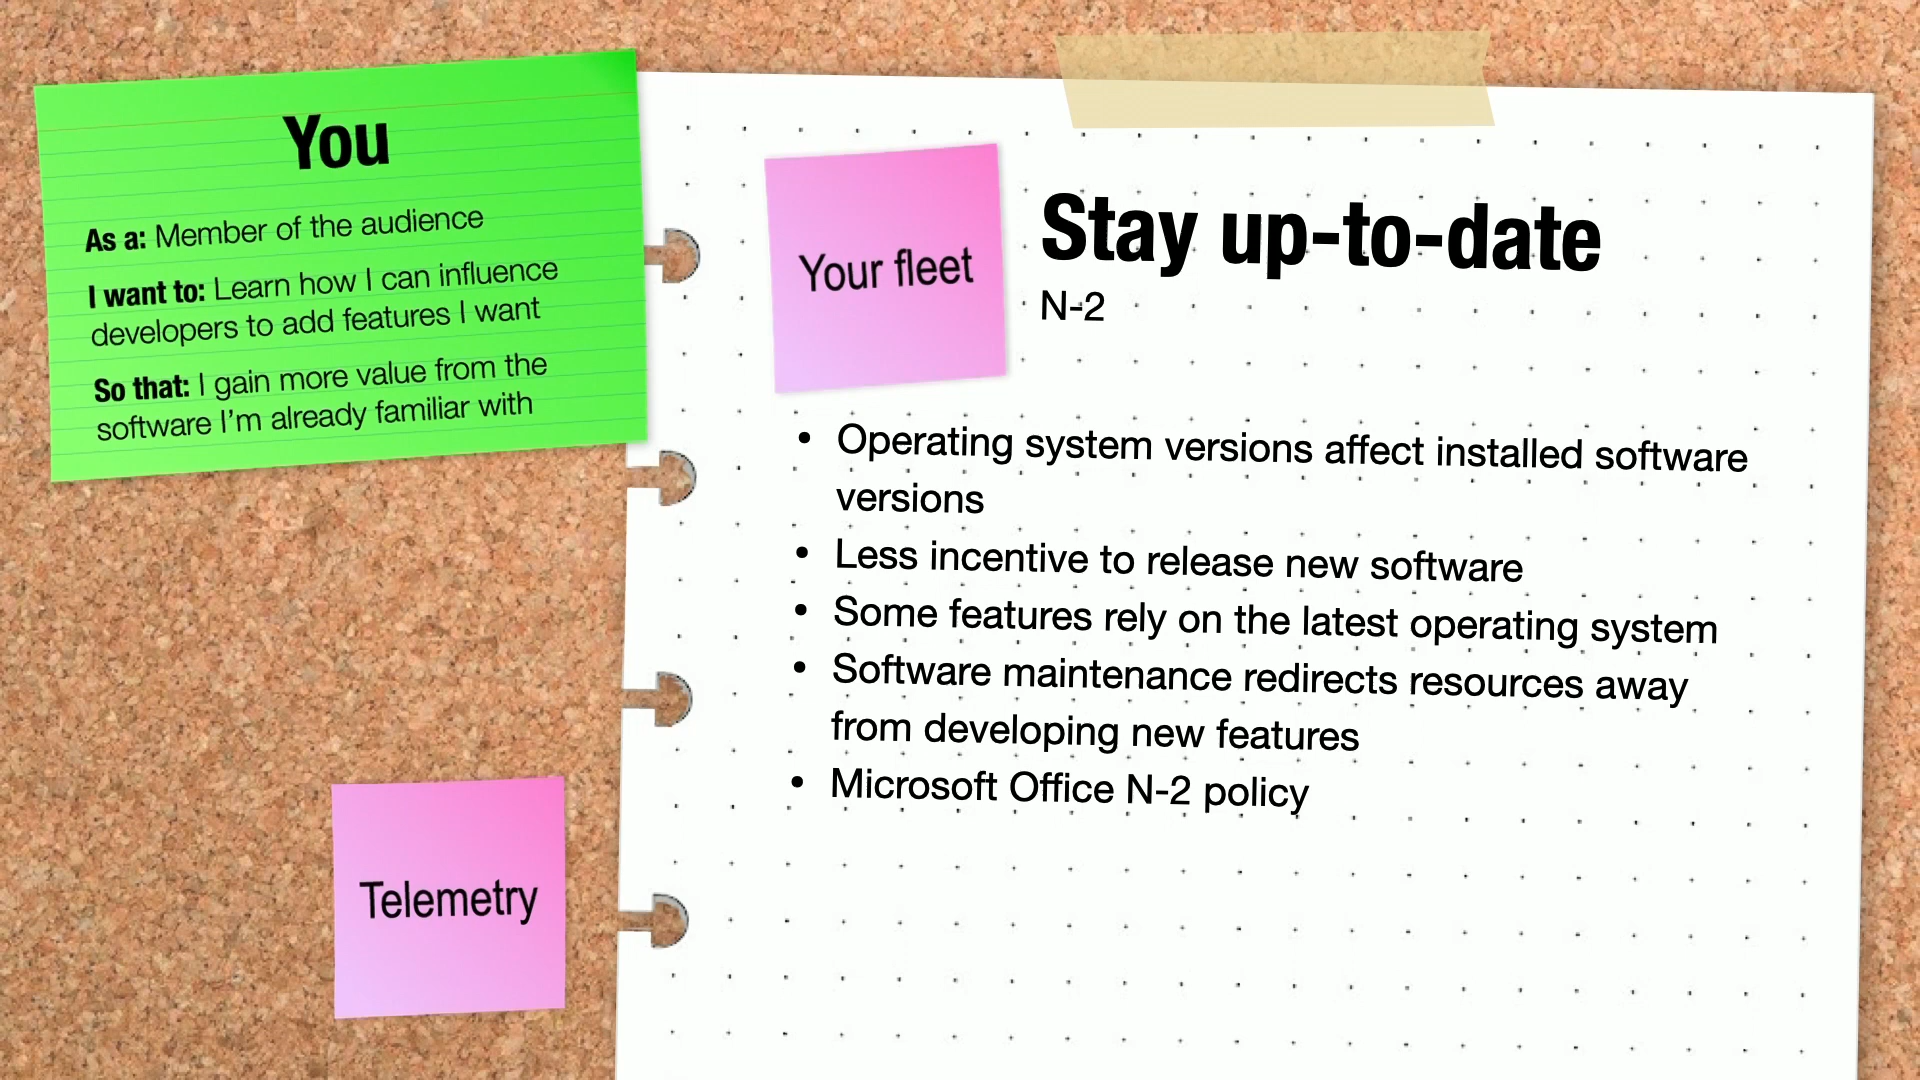 You
As a: Member of the audience
I want to: Learn how I can influence
developers to add features I want
So that: I gain more value from the
software I’m already familiar with
Your fleet
Stay up-to-date
N-2
• Operating system versions affect installed software
versions
• Less incentive to release new software
• Some features rely on the latest operating system
• Software maintenance redirects resources away
from developing new features
• Microsoft Office N-2 policy
Telemetry